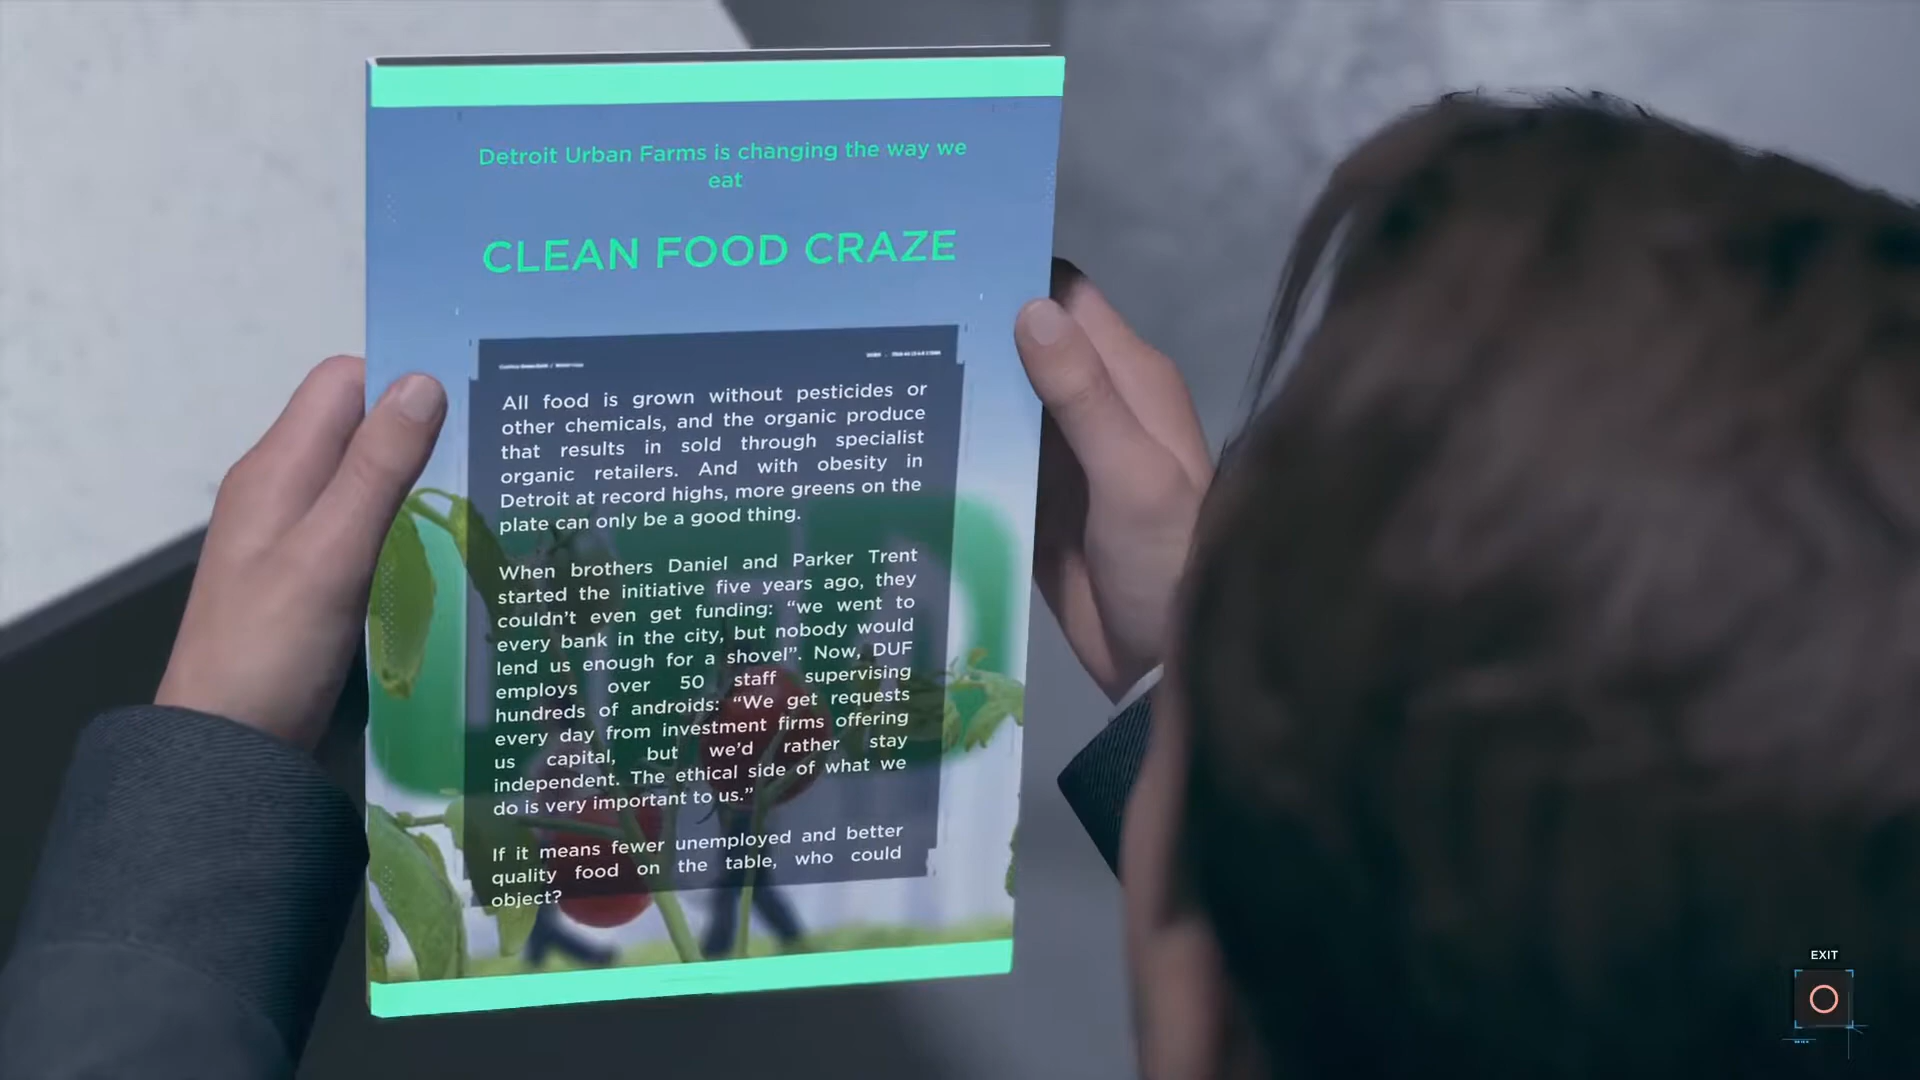 Detroit Urban Farms is changing the way we
eat
CLEAN FOOD CRAZE
All food is grown without pesticides or
other chemicals, and the organic produce
that results in sold through specialist
organic retailers. And with obesity in
Detroit at record highs, more greens on the
plate can only be a good thing.
When brothers Daniel and Parker Trent
started the initiative five years ago, they
couldn't even get funding: “we went to
every bank in the city, but nobody would
lend us enough for a shovel”. Now, DUF
employs over 50 staff supervising
hundreds of androids: “We get requests
every day from investment firms offering
us capital, but we'd rather stay
independent. The ethical side of what we
do is very important to us.”
If it means fewer unemployed and better
quality food on the table, who could
object?
EXIT